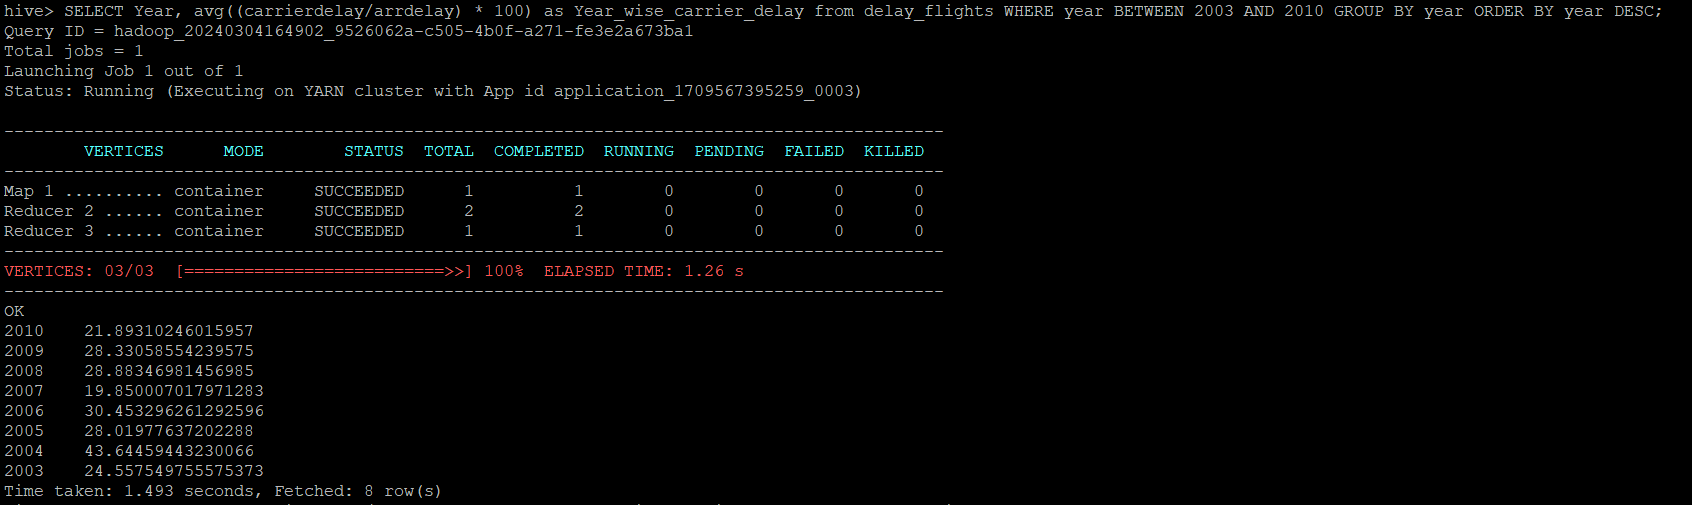 hive> SELECT Year, avg((carrierdelay/arrdelay) * 100) as Year_wise_carrier_delay from delay_flights WHERE year BETWEEN 2003 AND 2010 GROUP BY year ORDER BY year DESC;
Query ID = hadoop_20240304164902_9526062a-c505-4b0f-a271-fe3e2a673ba1
Total jobs = 1
Launching Job 1 out of 1
Status: Running (Executing on YARN cluster with App id application_1709567395259_0003)
----------------------------------------------------------------------------------------------
        VERTICES      MODE        STATUS  TOTAL  COMPLETED  RUNNING  PENDING  FAILED  KILLED
----------------------------------------------------------------------------------------------
Map 1 .......... container     SUCCEEDED      1          1        0        0       0       0
Reducer 2 ...... container     SUCCEEDED      2          2        0        0       0       0
Reducer 3 ...... container     SUCCEEDED      1          1        0        0       0       0
----------------------------------------------------------------------------------------------
VERTICES: 03/03  [==========================>>] 100%  ELAPSED TIME: 1.26 s
----------------------------------------------------------------------------------------------
OK
2010    21.89310246015957
2009    28.33058554239575
2008    28.88346981456985
2007    19.850007017971283
2006    30.453296261292596
2005    28.01977637202288
2004    43.64459443230066
2003    24.557549755575373
Time taken: 1.493 seconds, Fetched: 8 row(s)